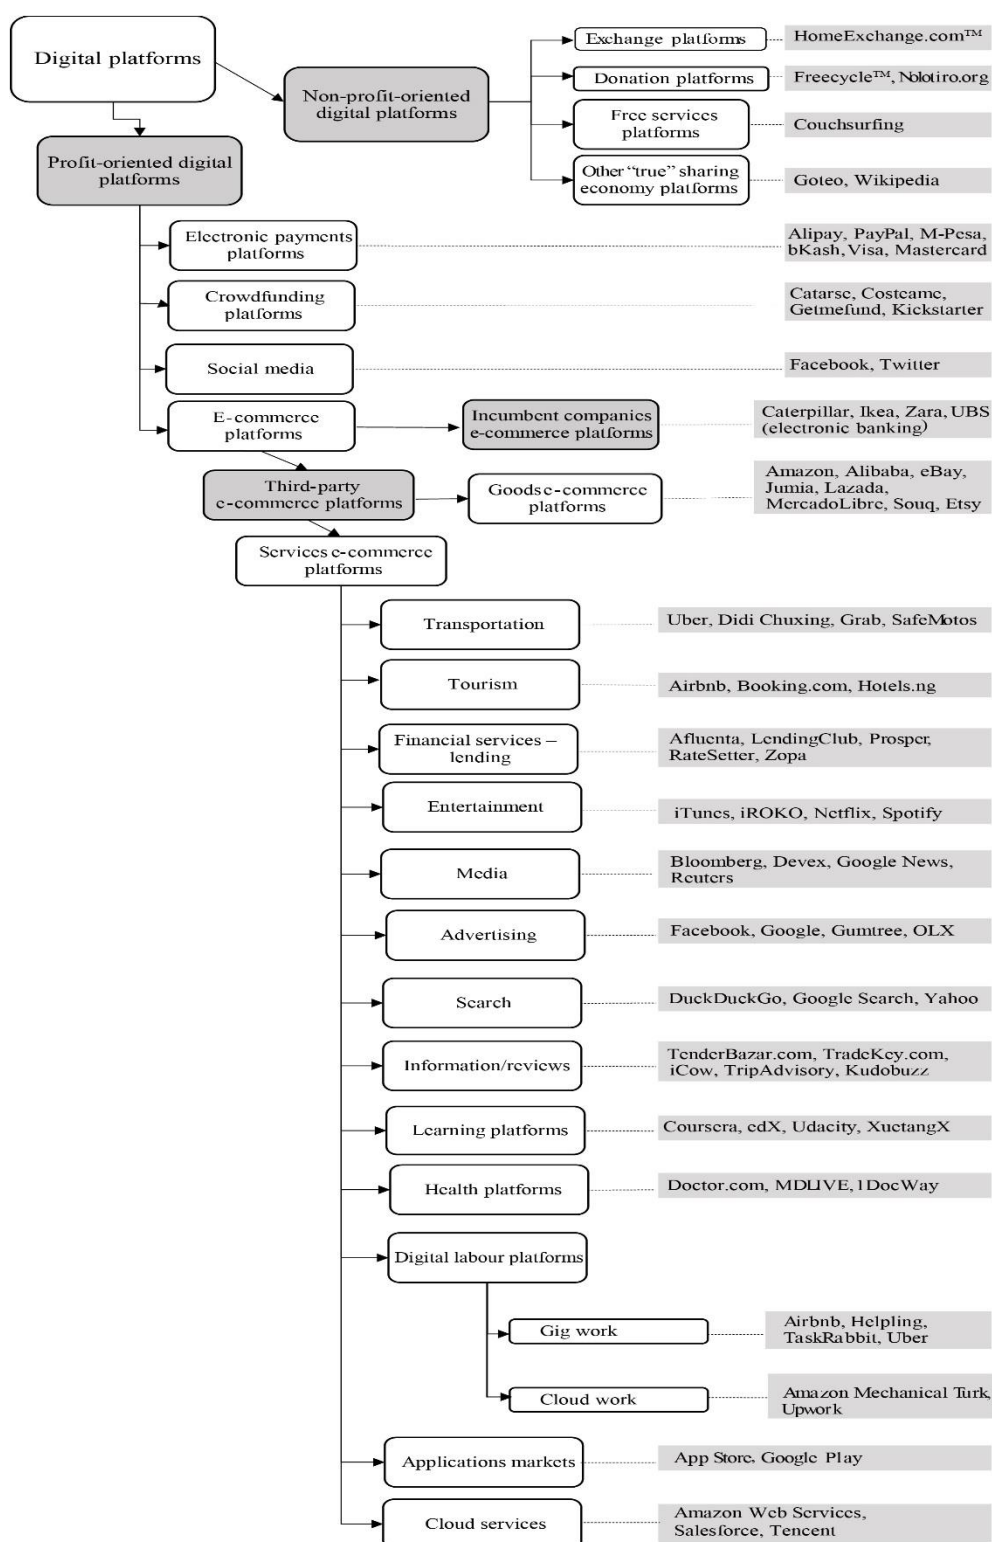 Digital platforms
Non-profit-oriented
digital platforms
Exchange platforms
HomeExchange.com™
Donation platforms
Freecycle™, Nolotiro.org
Free services
platforms
Couchsurfing
Other “true” sharing
economy platforms
Goteo, Wikipedia
Profit-oriented digital
platforms
Electronic payments
platforms
Alipay, PayPal, M-Pesa,
bKash, Visa, Mastercard
Crowdfunding
platforms
Catarse, Costeame,
Getmefund, Kickstarter
Social media
Facebook, Twitter
E-commerce
platforms
Incumbent companies
e-commerce platforms
Caterpillar, Ikea, Zara, UBS
(electronic banking)
Third-party
e-commerce platforms
Goods e-commerce
platforms
Amazon, Alibaba, eBay,
Jumia, Lazada,
MercadoLibre, Souq, Etsy
Services e-commerce
platforms
Transportation
Uber, Didi Chuxing, Grab, SafeMotos
Tourism
Airbnb, Booking.com, Hotels.ng
Financial services –
lending
Afluenta, LendingClub, Prosper,
RateSetter, Zopa
Entertainment
iTunes, iROKO, Netflix, Spotify
Media
Bloomberg, Devex, Google News,
Reuters
Advertising
Facebook, Google, Gumtree, OLX
Search
DuckDuckGo, Google Search, Yahoo
Information/reviews
TenderBazar.com, TradeKey.com,
iCow, TripAdvisory, Kudobuzz
Learning platforms
Coursera, edX, Udacity, XuetangX
Health platforms
Doctor.com, MDLIVE, 1DocWay
Digital labour platforms
Gig work
Airbnb, Helpling,
TaskRabbit, Uber
Cloud work
Amazon Mechanical Turk,
Upwork
Applications markets
App Store, Google Play
Cloud services
Amazon Web Services,
Salesforce, Tencent